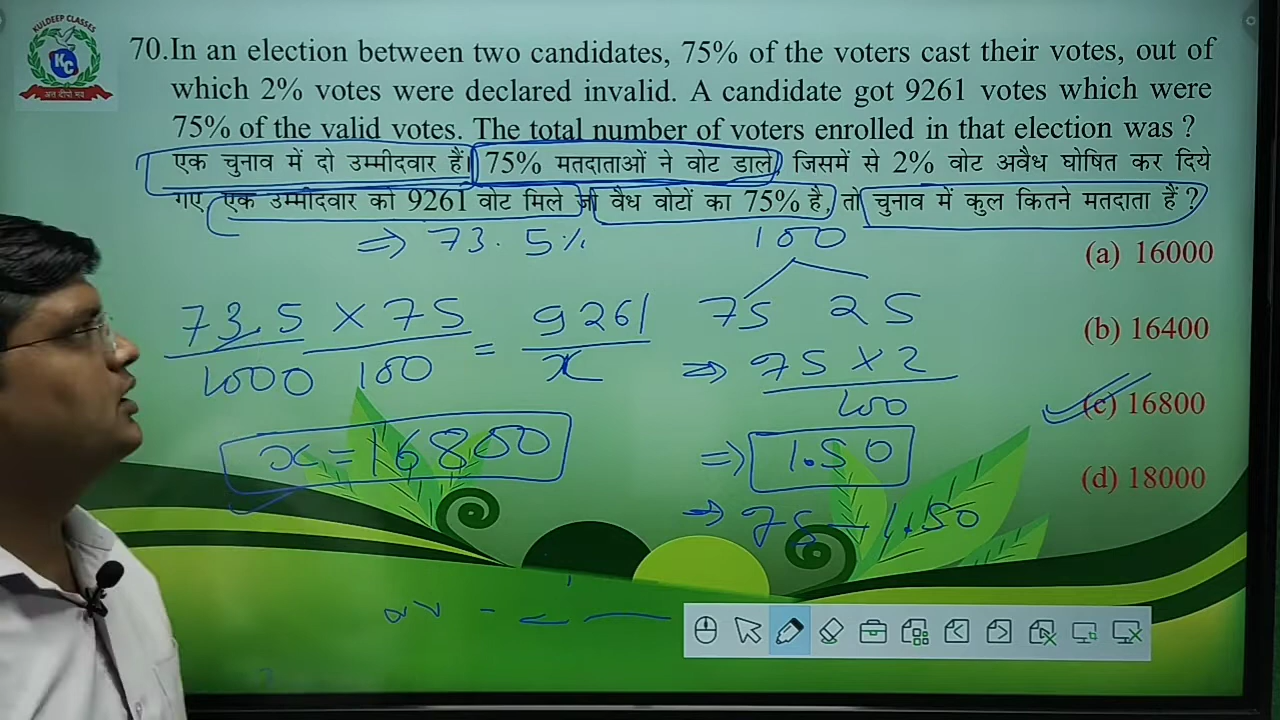 KULDEEP CLASSES
KC
अत्त दीपो भव
70.In an election between two candidates, 75% of the voters cast their votes, out of
which 2% votes were declared invalid. A candidate got 9261 votes which were
75% of the valid votes. The total number of voters enrolled in that election was ?
एक चुनाव में दो उम्मीदवार हैं। 75% मतदाताओं ने वोट डाले, जिसमें से 2% वोट अवैध घोषित कर दिये
गए, एक उम्मीदवार को 9261 वोट मिले जो वैध वोटों का 75% है, तो चुनाव में कुल कितने मतदाता हैं ?
⇒ 73.5%
100
(a) 16000
75 25
73.5 × 75 = 9261
1000 100 x
(b) 16400
⇒ 75 × 2
100
(c) 16800
x = 16800
⇒ 1.50
(d) 18000
⇒ 75 - 1.50